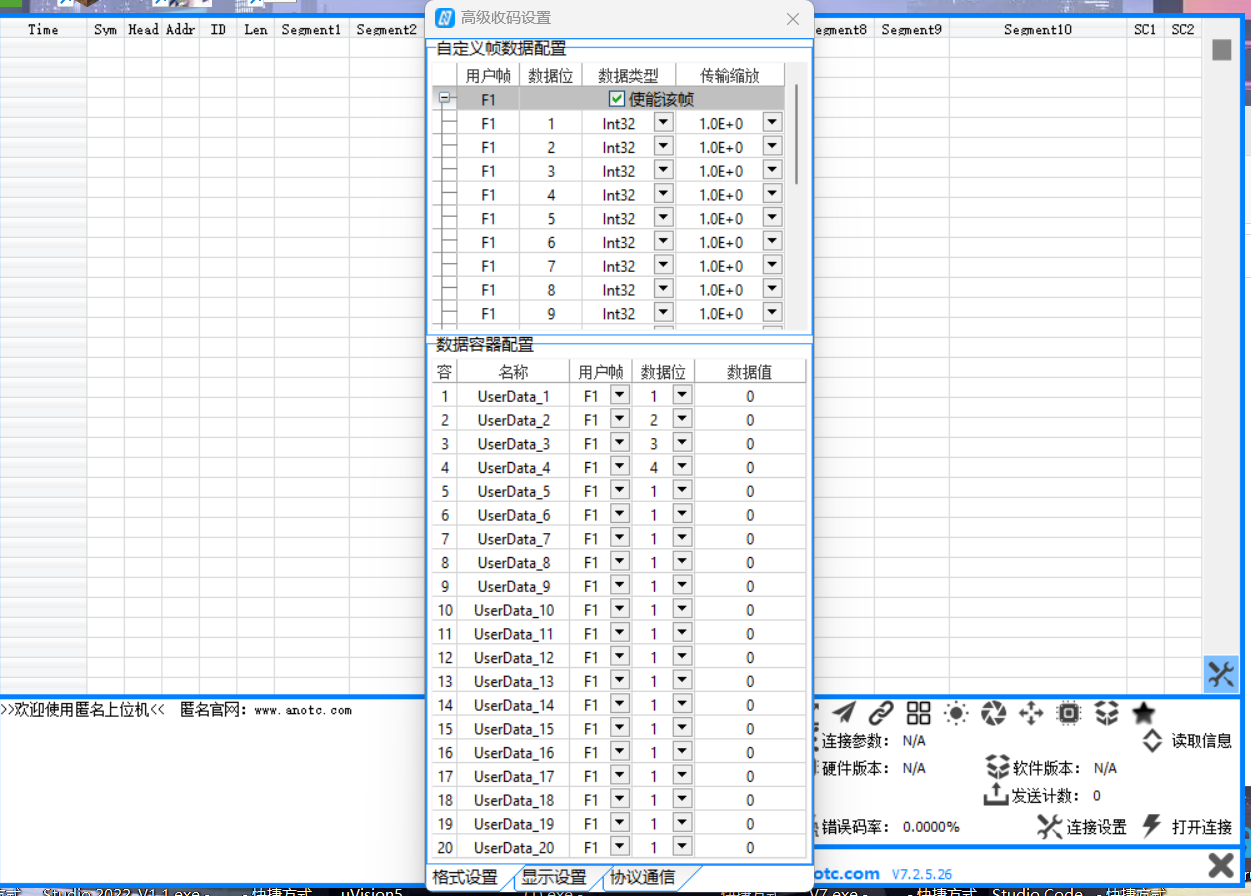 高级收码设置
Time Sym Head Addr ID Len Segment1 Segment2 egment8 Segment9 Segment10 SC1 SC2
自定义帧数据配置
用户帧 数据位 数据类型 传输缩放
F1 使能该帧
F1 1 Int32 1.0E+0
F1 2 Int32 1.0E+0
F1 3 Int32 1.0E+0
F1 4 Int32 1.0E+0
F1 5 Int32 1.0E+0
F1 6 Int32 1.0E+0
F1 7 Int32 1.0E+0
F1 8 Int32 1.0E+0
F1 9 Int32 1.0E+0
数据容器配置
容 名称 用户帧 数据位 数据值
1 UserData_1 F1 1 0
2 UserData_2 F1 2 0
3 UserData_3 F1 3 0
4 UserData_4 F1 4 0
5 UserData_5 F1 1 0
6 UserData_6 F1 1 0
7 UserData_7 F1 1 0
8 UserData_8 F1 1 0
9 UserData_9 F1 1 0
10 UserData_10 F1 1 0
11 UserData_11 F1 1 0
12 UserData_12 F1 1 0
13 UserData_13 F1 1 0
14 UserData_14 F1 1 0
15 UserData_15 F1 1 0
16 UserData_16 F1 1 0
17 UserData_17 F1 1 0
18 UserData_18 F1 1 0
19 UserData_19 F1 1 0
20 UserData_20 F1 1 0
格式设置 显示设置 协议通信
>>欢迎使用匿名上位机<< 匿名官网：www.anotc.com
连接参数： N/A 读取信息
硬件版本： N/A 软件版本： N/A
发送计数： 0
错误码率： 0.0000% 连接设置 打开连接
otc.com V7.2.5.26
Studio 2022 V1.1.exe - - 快捷方式 uVision5 V7.exe - - 快捷方式 Studio Code - 快捷方式